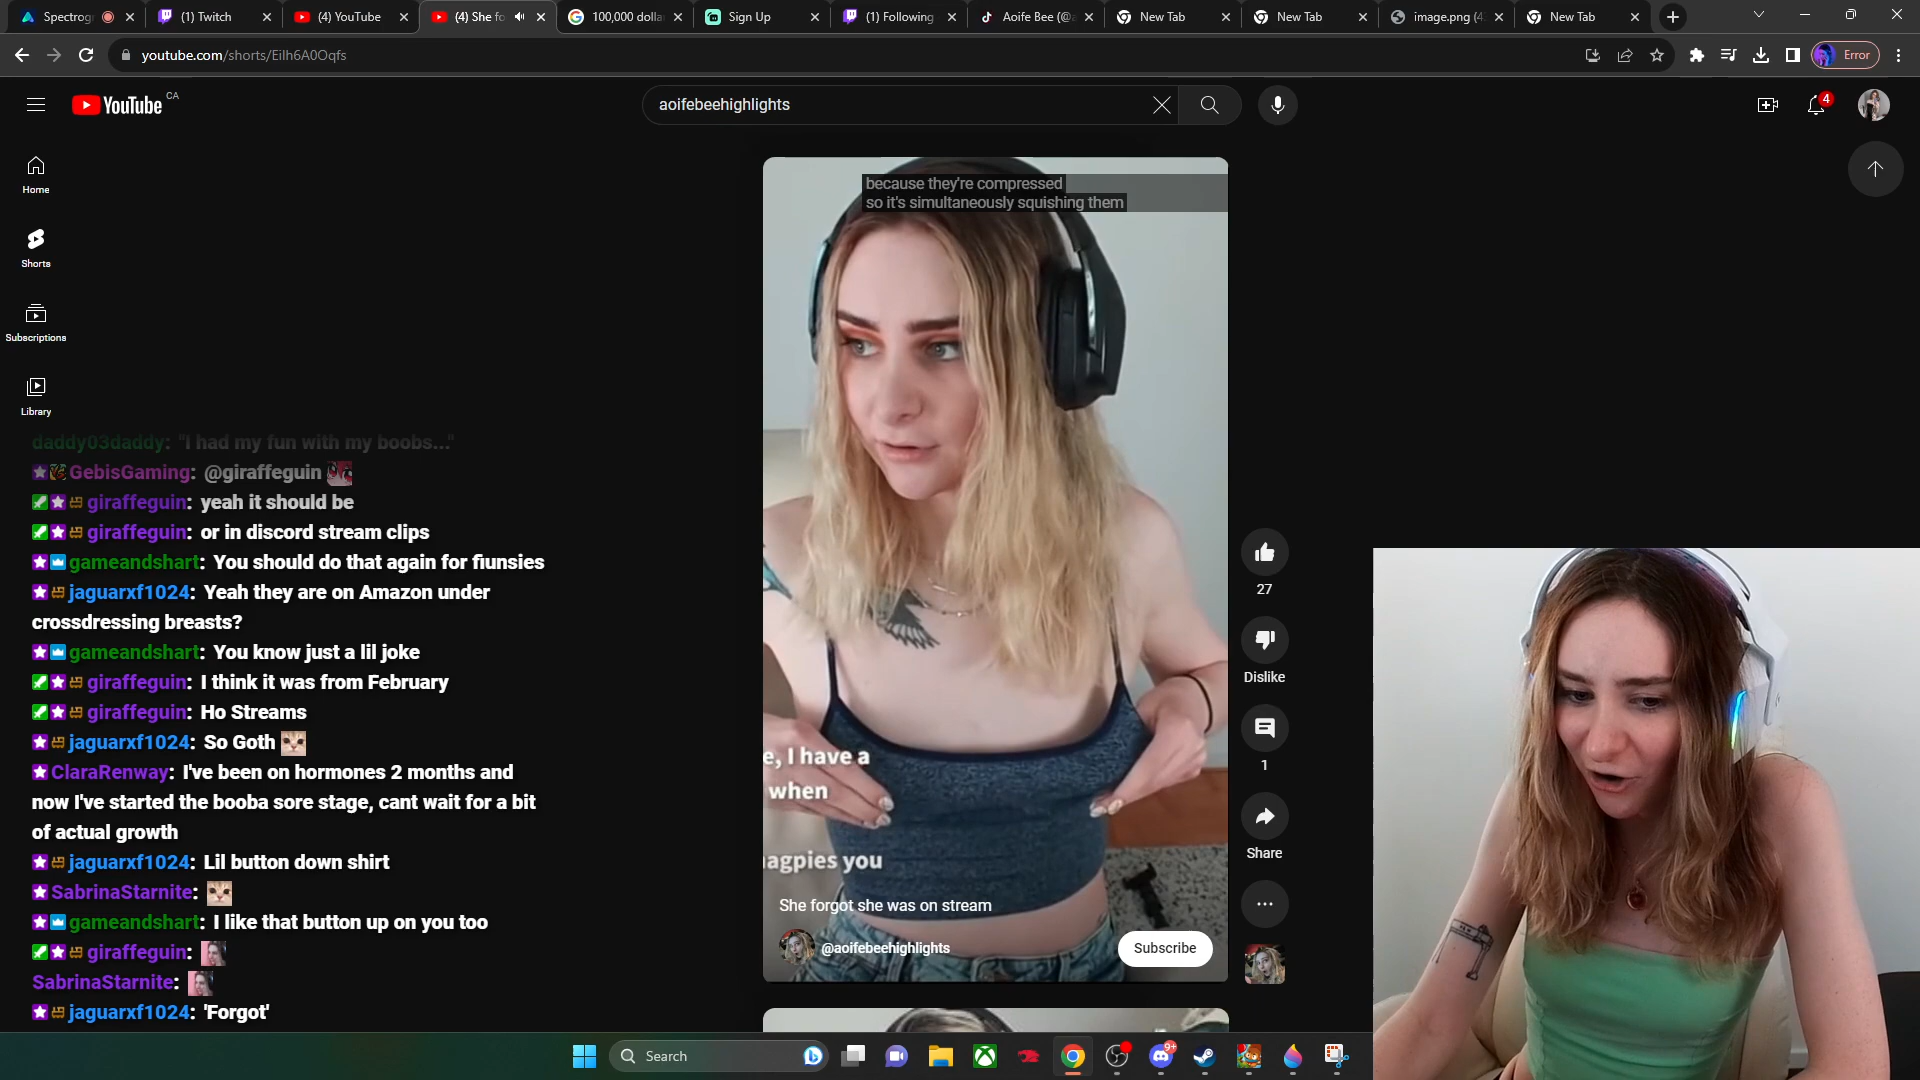 Spectrog
(1) Twitch
(4) YouTube
(4) She fo
100,000 dolla
Sign Up
(1) Following
Aoife Bee (@a
New Tab
New Tab
image.png (4
New Tab
youtube.com/shorts/Eilh6A0Oqfs
Error
YouTube CA
aoifebeehighlights
4
Home
Shorts
Subscriptions
Library
because they're compressed
so it's simultaneously squishing them
daddy03daddy: "I had my fun with my boobs..."
GebisGaming: @giraffeguin
giraffeguin: yeah it should be
giraffeguin: or in discord stream clips
gameandshart: You should do that again for fiunsies
jaguarxf1024: Yeah they are on Amazon under
crossdressing breasts?
gameandshart: You know just a lil joke
giraffeguin: I think it was from February
giraffeguin: Ho Streams
jaguarxf1024: So Goth
ClaraRenway: I've been on hormones 2 months and
now I've started the booba sore stage, cant wait for a bit
of actual growth
jaguarxf1024: Lil button down shirt
SabrinaStarnite:
gameandshart: I like that button up on you too
giraffeguin:
SabrinaStarnite:
jaguarxf1024: 'Forgot'
e, I have a
when
agpies you
She forgot she was on stream
@aoifebeehighlights
Subscribe
27
Dislike
1
Share
Search
9+